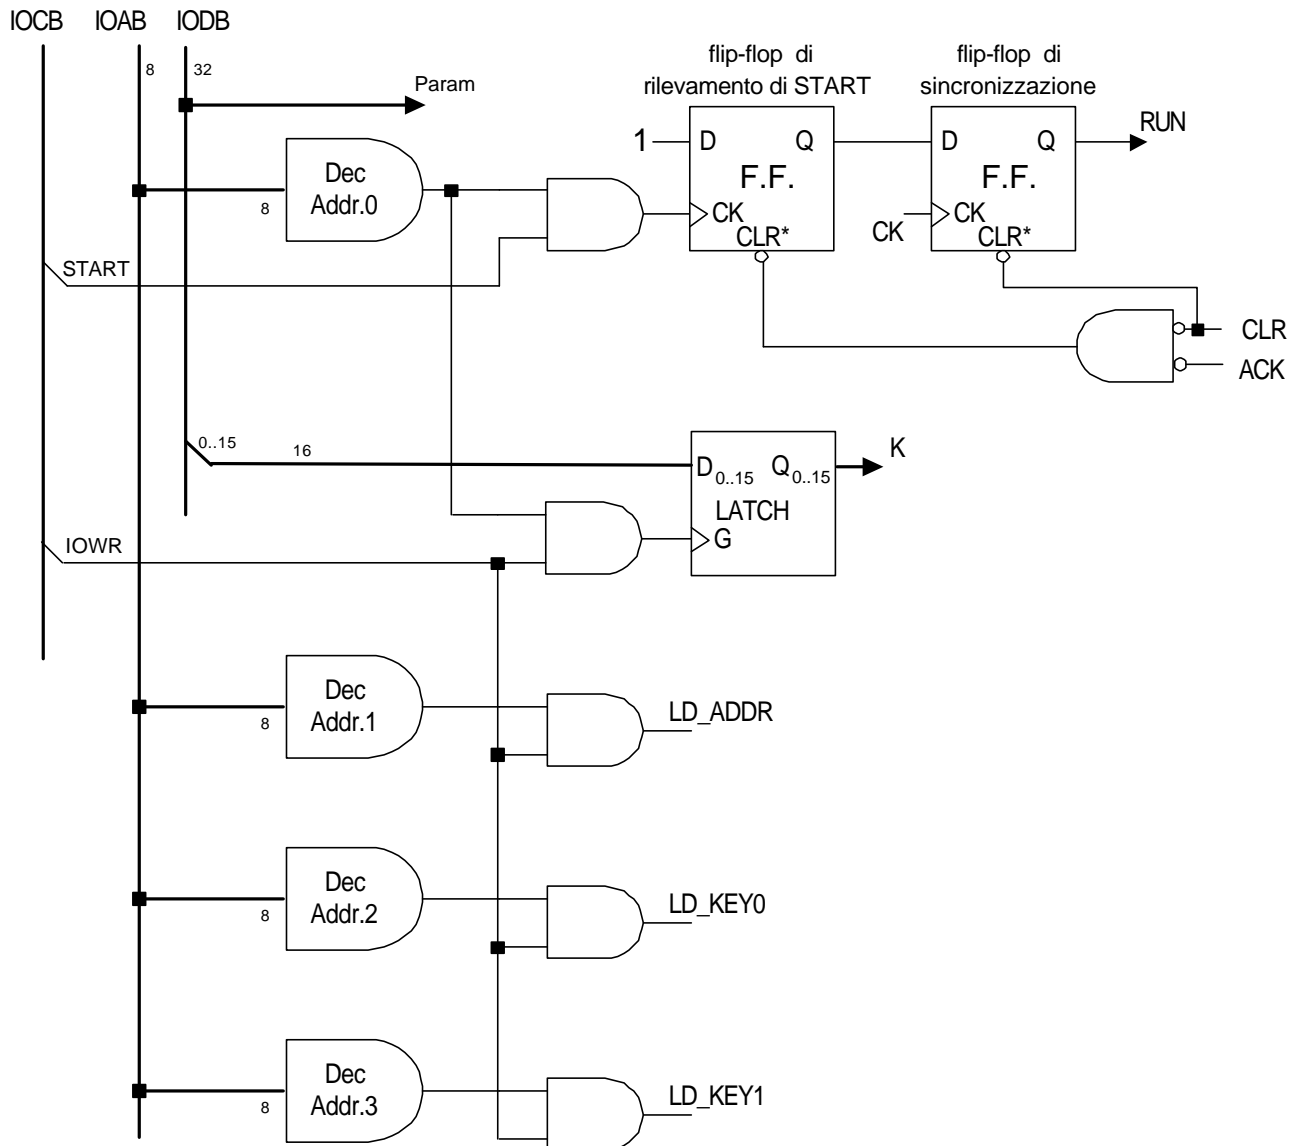 IOCB IOAB IODB
8 32
Param
flip-flop di
rilevamento di START
flip-flop di
sincronizzazione
1
D Q
F.F.
CK
CLR*
D Q
F.F.
CK
CLR*
RUN
CK
Dec
Addr.0
8
START
CLR
ACK
0..15
16
D0..15 Q0..15
LATCH
G
K
IOWR
Dec
Addr.1
8
LD_ADDR
Dec
Addr.2
8
LD_KEY0
Dec
Addr.3
8
LD_KEY1